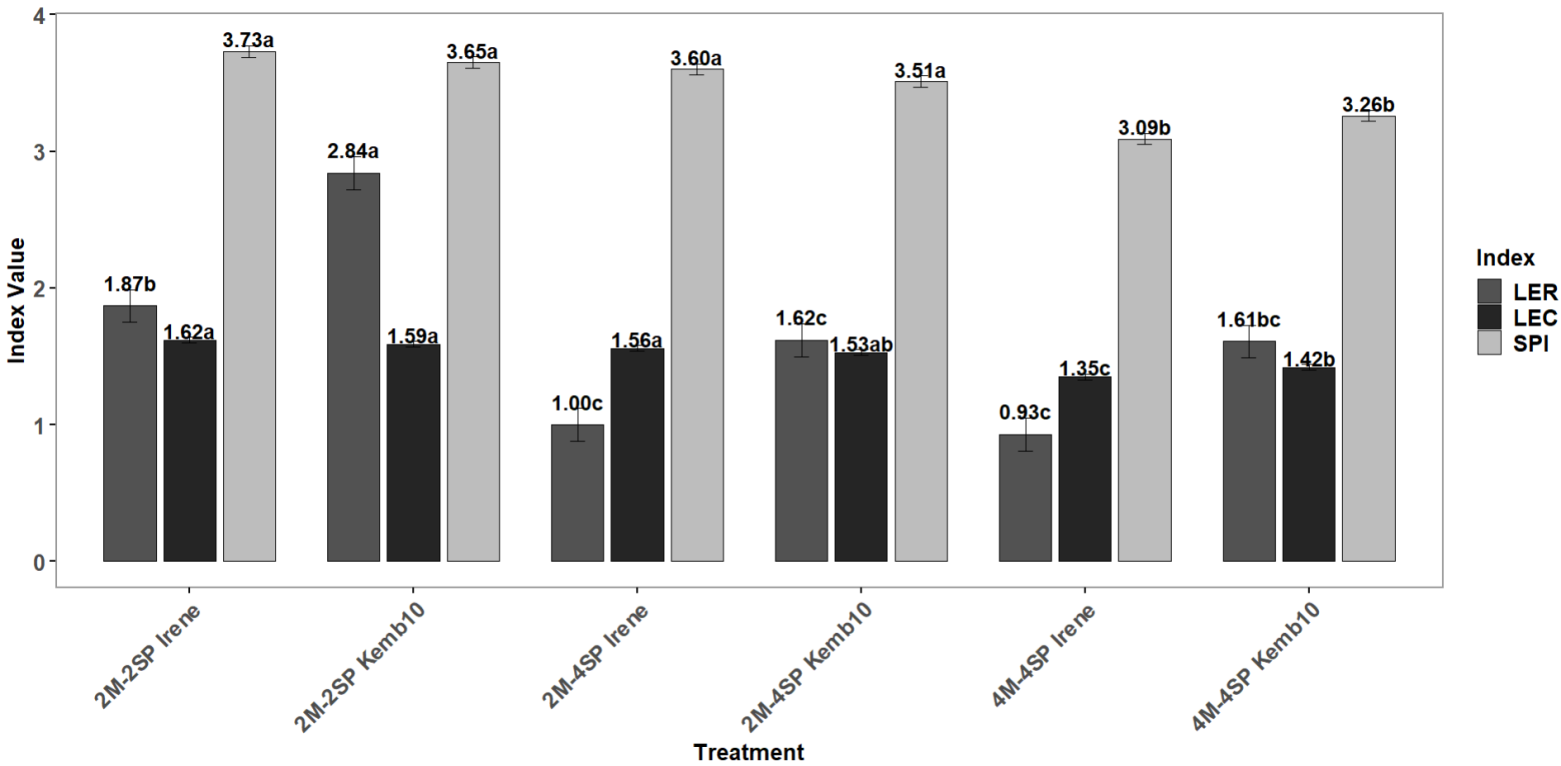 4
3
2
1
0
Index Value
1.87b
1.62a
3.73a
2.84a
1.59a
3.65a
1.00c
1.56a
3.60a
1.62c
1.53ab
3.51a
0.93c
1.35c
3.09b
1.61bc
1.42b
3.26b
2M-2SP Irene
2M-2SP Kemb10
2M-4SP Irene
2M-4SP Kemb10
4M-4SP Irene
4M-4SP Kemb10
Treatment
Index
LER
LEC
SPI